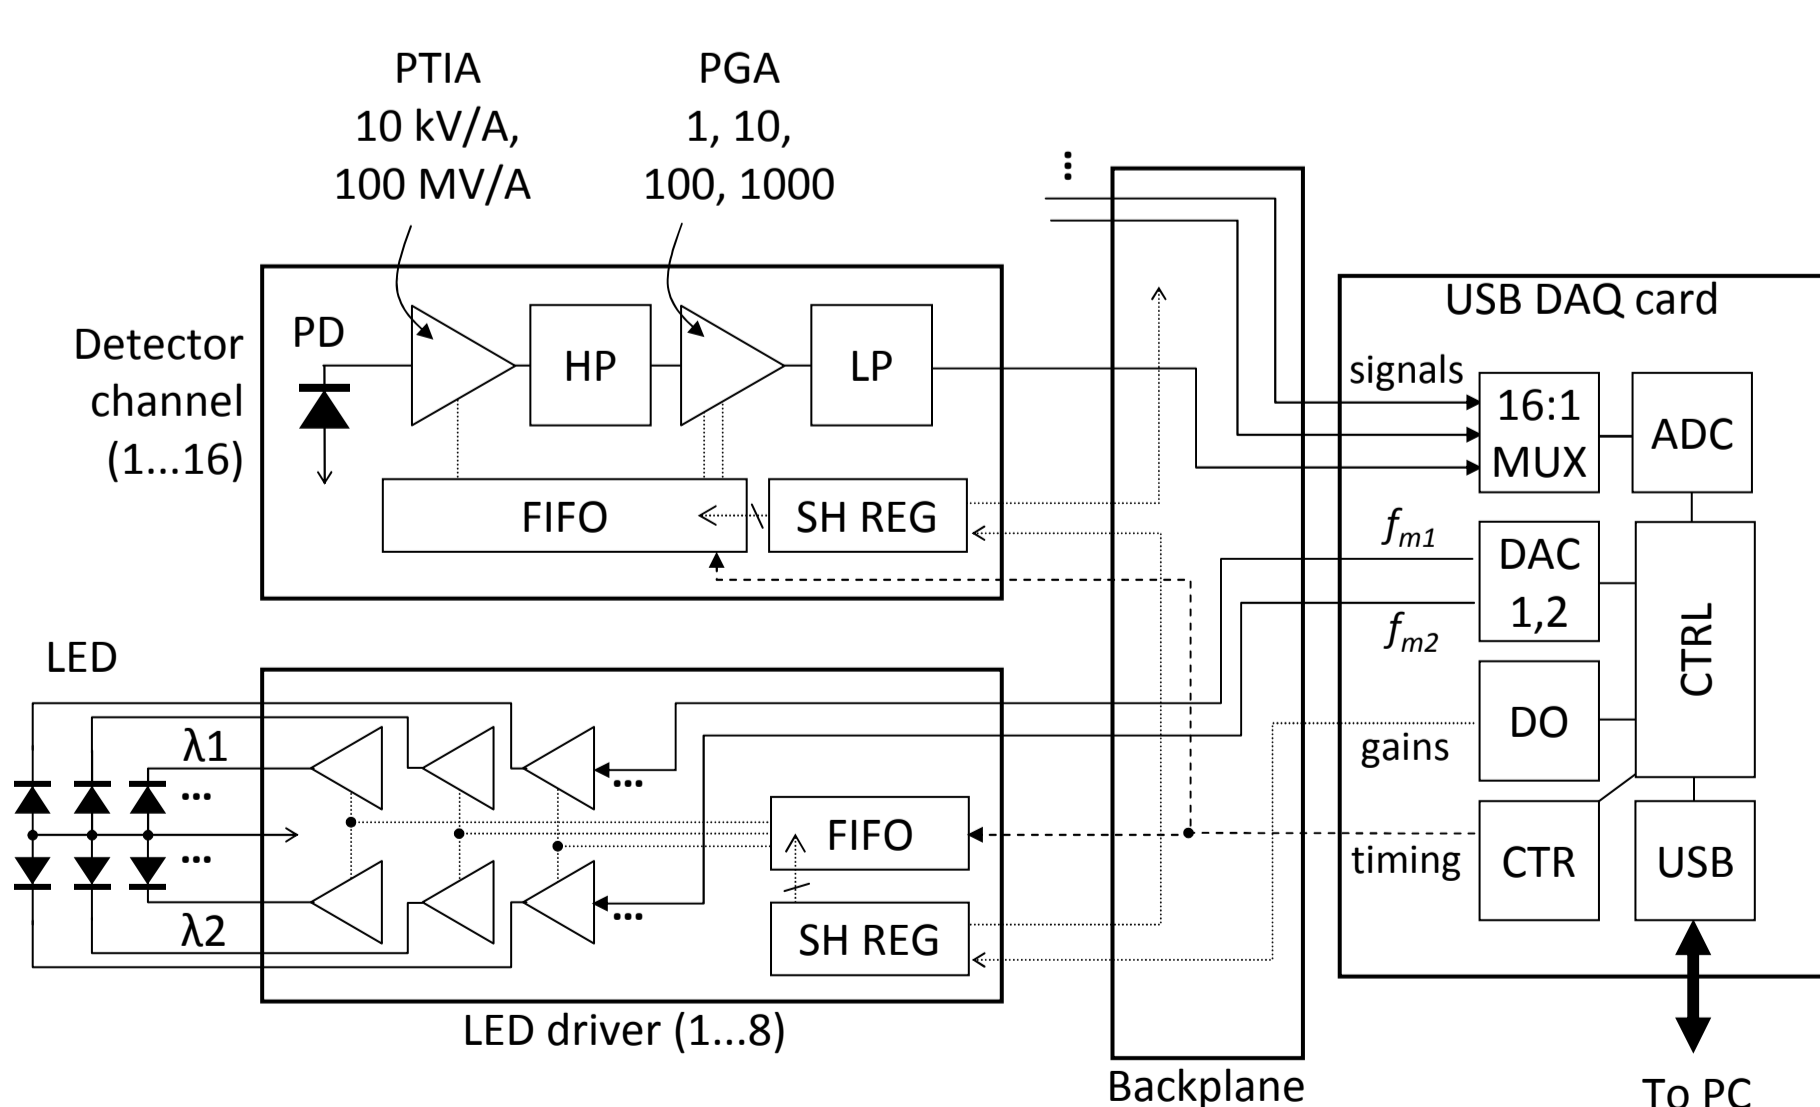 PTIA
10 kV/A,
100 MV/A
PGA
1, 10,
100, 1000
⋮
Detector
channel
(1...16)
PD
HP
LP
FIFO
SH REG
USB DAQ card
signals
16:1
MUX
ADC
fm1
DAC
1,2
fm2
CTRL
DO
gains
timing
CTR
USB
LED
λ1
...
...
λ2
...
...
FIFO
SH REG
LED driver (1...8)
Backplane
To PC